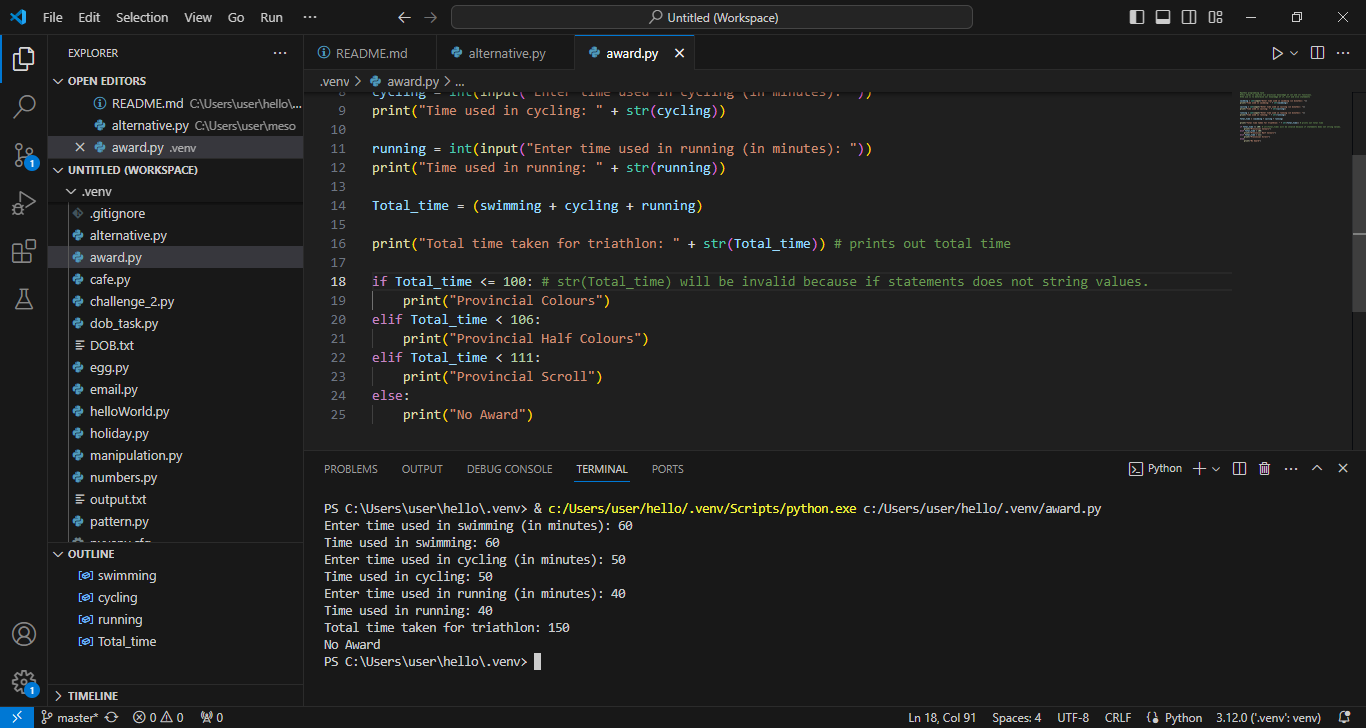 File Edit Selection View Go Run ··· Untitled (Workspace)
EXPLORER ···
OPEN EDITORS
README.md C:\Users\user\hello\...
alternative.py C:\Users\user\meso
award.py .venv
UNTITLED (WORKSPACE)
.venv
.gitignore
alternative.py
award.py
cafe.py
challenge_2.py
dob_task.py
DOB.txt
egg.py
email.py
helloWorld.py
holiday.py
manipulation.py
numbers.py
output.txt
pattern.py
OUTLINE
swimming
cycling
running
Total_time
TIMELINE
README.md alternative.py award.py
.venv > award.py > ...
8 cycling = int(input("Enter time used in cycling (in minutes): "))
9 print("Time used in cycling: " + str(cycling))
10
11 running = int(input("Enter time used in running (in minutes): "))
12 print("Time used in running: " + str(running))
13
14 Total_time = (swimming + cycling + running)
15
16 print("Total time taken for triathlon: " + str(Total_time)) # prints out total time
17
18 if Total_time <= 100: # str(Total_time) will be invalid because if statements does not string values.
19 print("Provincial Colours")
20 elif Total_time < 106:
21 print("Provincial Half Colours")
22 elif Total_time < 111:
23 print("Provincial Scroll")
24 else:
25 print("No Award")
PROBLEMS OUTPUT DEBUG CONSOLE TERMINAL PORTS Python
PS C:\Users\user\hello\.venv> & c:/Users/user/hello/.venv/Scripts/python.exe c:/Users/user/hello/.venv/award.py
Enter time used in swimming (in minutes): 60
Time used in swimming: 60
Enter time used in cycling (in minutes): 50
Time used in cycling: 50
Enter time used in running (in minutes): 40
Time used in running: 40
Total time taken for triathlon: 150
No Award
PS C:\Users\user\hello\.venv>
1
1
master* 0 0 0 Ln 18, Col 91 Spaces: 4 UTF-8 CRLF Python 3.12.0 ('.venv': venv)